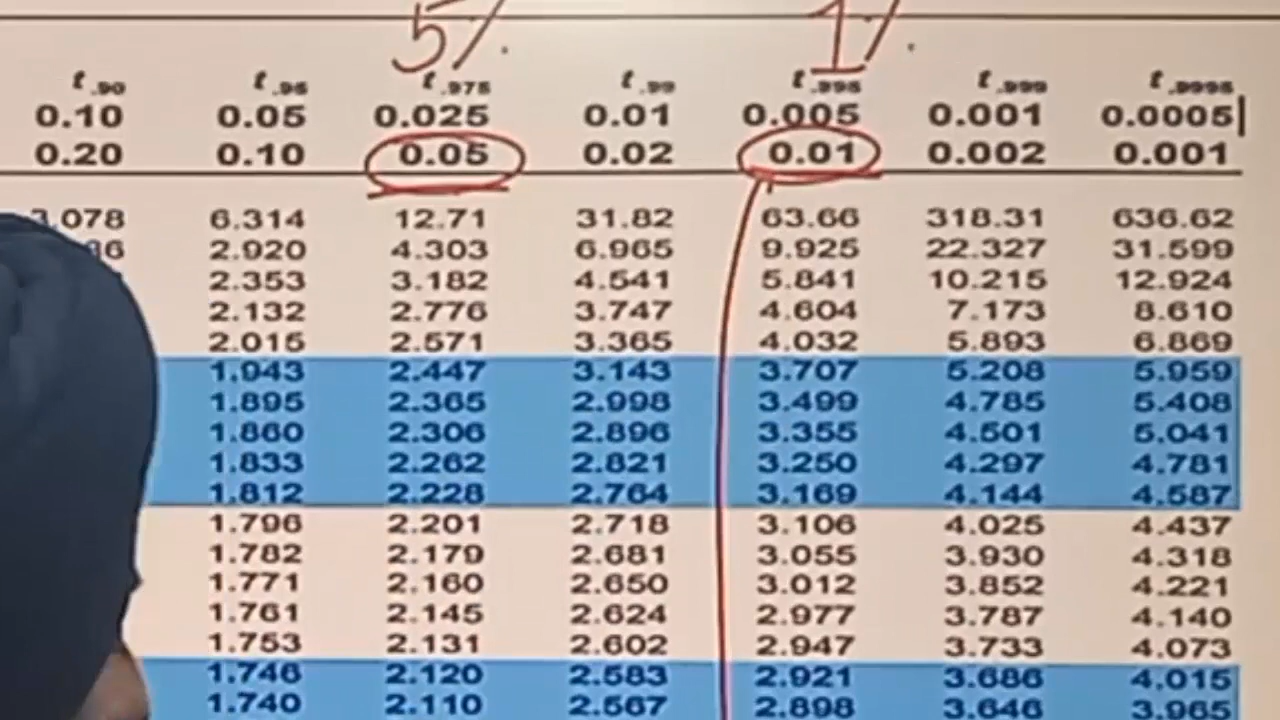 5% 1%
t.90 t.95 t.975 t.99 t.995 t.999 t.9995
0.10 0.05 0.025 0.01 0.005 0.001 0.0005
0.20 0.10 0.05 0.02 0.01 0.002 0.001
3.078 6.314 12.71 31.82 63.66 318.31 636.62
2.920 4.303 6.965 9.925 22.327 31.599
2.353 3.182 4.541 5.841 10.215 12.924
2.132 2.776 3.747 4.604 7.173 8.610
2.015 2.571 3.365 4.032 5.893 6.869
1.943 2.447 3.143 3.707 5.208 5.959
1.895 2.365 2.998 3.499 4.785 5.408
1.860 2.306 2.896 3.355 4.501 5.041
1.833 2.262 2.821 3.250 4.297 4.781
1.812 2.228 2.764 3.169 4.144 4.587
1.796 2.201 2.718 3.106 4.025 4.437
1.782 2.179 2.681 3.055 3.930 4.318
1.771 2.160 2.650 3.012 3.852 4.221
1.761 2.145 2.624 2.977 3.787 4.140
1.753 2.131 2.602 2.947 3.733 4.073
1.746 2.120 2.583 2.921 3.686 4.015
1.740 2.110 2.567 2.898 3.646 3.965